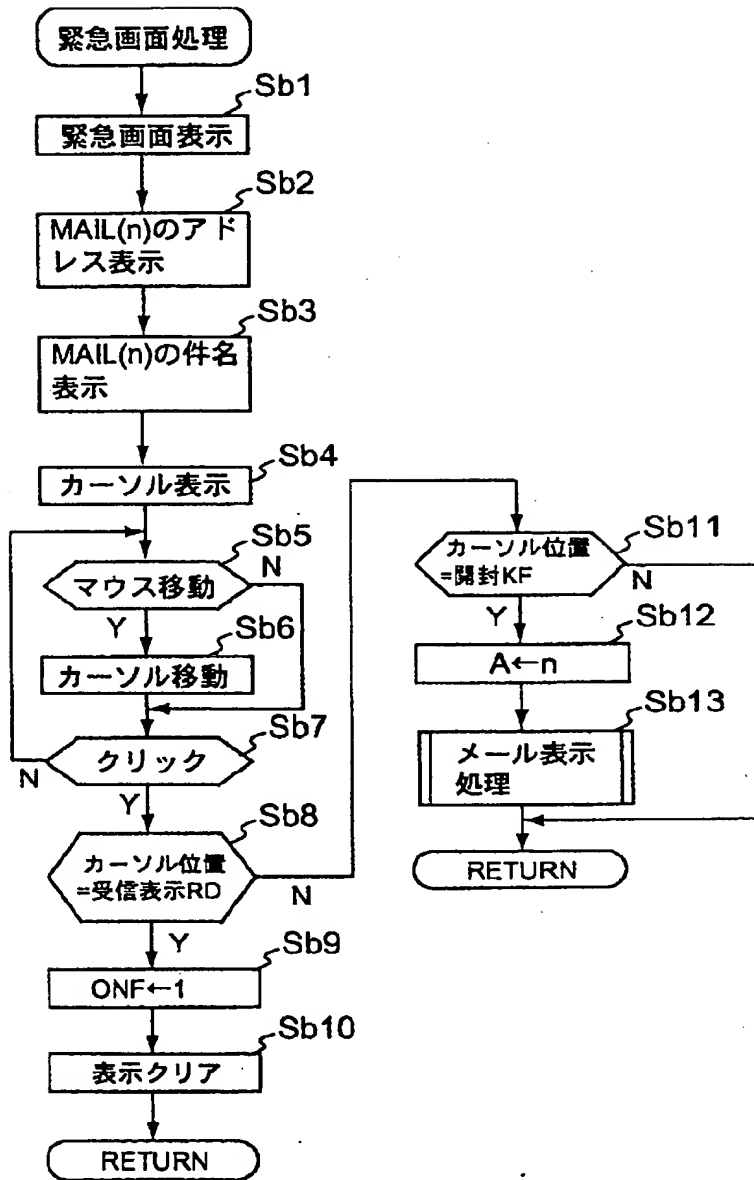 緊急画面処理
Sb1
緊急画面表示
Sb2
MAIL(n)のアド
レス表示
Sb3
MAIL(n)の件名
表示
Sb4
カーソル表示
Sb5
マウス移動
N
Y
Sb6
カーソル移動
Sb7
クリック
N
Y
Sb8
カーソル位置
=受信表示RD
N
Y
Sb9
ONF←1
Sb10
表示クリア
RETURN
Sb11
カーソル位置
=開封KF
N
Y
Sb12
A←n
Sb13
メール表示
処理
RETURN